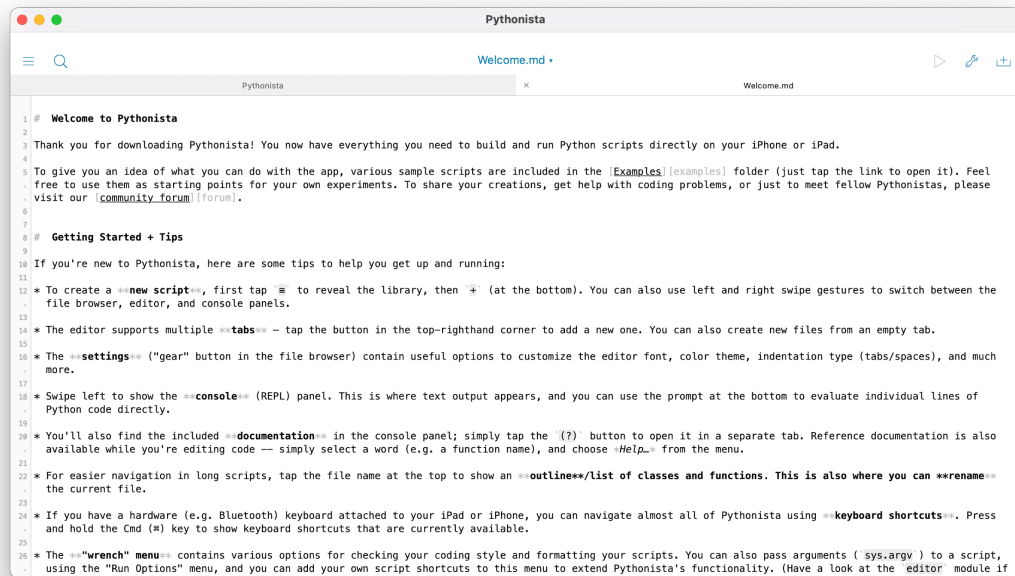 Pythonista
Welcome.md ▾
Pythonista
× Welcome.md
1 # Welcome to Pythonista
2
3 Thank you for downloading Pythonista! You now have everything you need to build and run Python scripts directly on your iPhone or iPad.
4
5 To give you an idea of what you can do with the app, various sample scripts are included in the [Examples][examples] folder (just tap the link to open it). Feel
. free to use them as starting points for your own experiments. To share your creations, get help with coding problems, or just to meet fellow Pythonistas, please
. visit our [community forum][forum].
6
7
8 # Getting Started + Tips
9
10 If you're new to Pythonista, here are some tips to help you get up and running:
11
12 * To create a **new script**, first tap `≡` to reveal the library, then `+` (at the bottom). You can also use left and right swipe gestures to switch between the
. file browser, editor, and console panels.
13
14 * The editor supports multiple **tabs** – tap the button in the top-righthand corner to add a new one. You can also create new files from an empty tab.
15
16 * The **settings** ("gear" button in the file browser) contain useful options to customize the editor font, color theme, indentation type (tabs/spaces), and much
. more.
17
18 * Swipe left to show the **console** (REPL) panel. This is where text output appears, and you can use the prompt at the bottom to evaluate individual lines of
. Python code directly.
19
20 * You'll also find the included **documentation** in the console panel; simply tap the `(?)` button to open it in a separate tab. Reference documentation is also
. available while you're editing code –– simply select a word (e.g. a function name), and choose *Help…* from the menu.
21
22 * For easier navigation in long scripts, tap the file name at the top to show an **outline**/list of classes and functions. This is also where you can **rename**
. the current file.
23
24 * If you have a hardware (e.g. Bluetooth) keyboard attached to your iPad or iPhone, you can navigate almost all of Pythonista using **keyboard shortcuts**. Press
. and hold the Cmd (⌘) key to show keyboard shortcuts that are currently available.
25
26 * The **"wrench" menu** contains various options for checking your coding style and formatting your scripts. You can also pass arguments (`sys.argv`) to a script,
. using the "Run Options" menu, and you can add your own script shortcuts to this menu to extend Pythonista's functionality. (Have a look at the `editor` module if